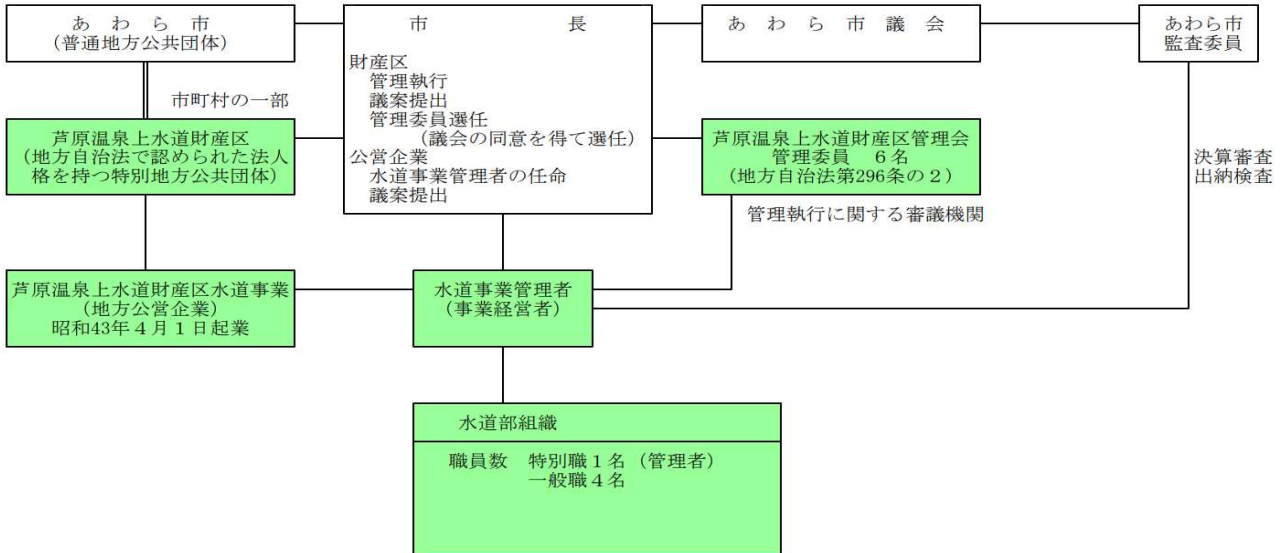 あわら市
（普通地方公共団体）
市長
財産区
管理執行
議案提出
管理委員選任
（議会の同意を得て選任）
公営企業
水道事業管理者の任命
議案提出
あわら市議会
あわら市
監査委員
市町村の一部
芦原温泉上水道財産区
（地方自治法で認められた法人
格を持つ特別地方公共団体）
芦原温泉上水道財産区管理会
管理委員　６名
（地方自治法第296条の２）
決算審査
出納検査
管理執行に関する審議機関
芦原温泉上水道財産区水道事業
（地方公営企業）
昭和43年４月１日起業
水道事業管理者
（事業経営者）
水道部組織
職員数　特別職１名（管理者）
一般職４名